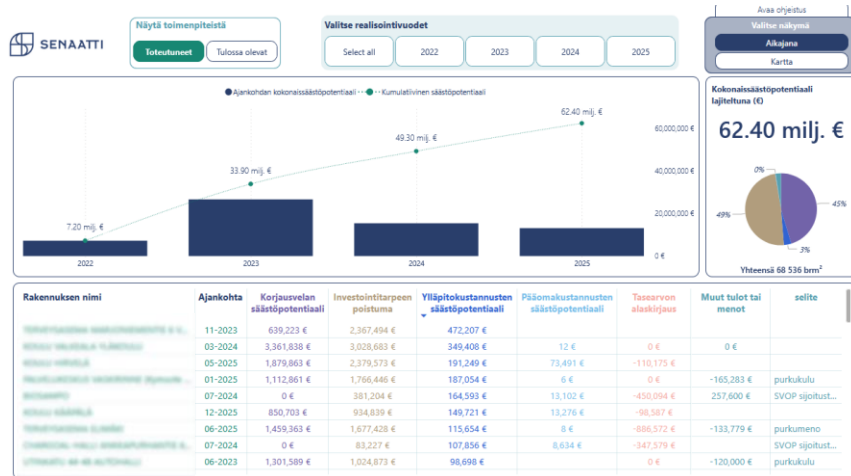 Avaa ohjeistus
SENAATTI
Näytä toimenpiteistä
Toteutuneet
Tulossa olevat
Valitse realisointivuodet
Select all
2022
2023
2024
2025
Valitse näkymä
Aikajana
Kartta
Ajankohdan kokonaissäästöpotentiaali
Kumulatiivinen säästöpotentiaali
7.20 milj. €
33.90 milj. €
49.30 milj. €
62.40 milj. €
60,000,000 €
40,000,000 €
20,000,000 €
0 €
2022
2023
2024
2025
Kokonaissäästöpotentiaali
lajiteltuna (€)
62.40 milj. €
0%
45%
49%
3%
Yhteensä 68 536 brm²
Rakennuksen nimi Ajankohta Korjausvelan säästöpotentiaali Investointitarpeen poistuma Ylläpitokustannusten säästöpotentiaali Pääomakustannusten säästöpotentiaali Tasearvon alaskirjaus Muut tulot tai menot selite
11-2023 639,223 € 2,367,494 € 472,207 €
03-2024 3,361,838 € 3,028,683 € 349,408 € 12 € 0 € 0 €
05-2025 1,879,863 € 2,379,573 € 191,249 € 73,491 € -110,175 €
01-2025 1,112,861 € 1,766,446 € 187,054 € 6 € 0 € -165,283 € purkukulu
07-2024 0 € 381,204 € 164,593 € 13,102 € -450,094 € 257,600 € SVOP sijoitust...
12-2025 850,703 € 934,839 € 149,721 € 13,276 € -98,587 €
06-2025 1,459,363 € 1,677,428 € 115,654 € 8 € -886,572 € -133,779 € purkumeno
07-2024 0 € 83,227 € 107,856 € 8,634 € -347,579 € SVOP sijoitust...
06-2023 1,301,589 € 1,024,873 € 98,698 € 0 € -120,000 € purkukulu